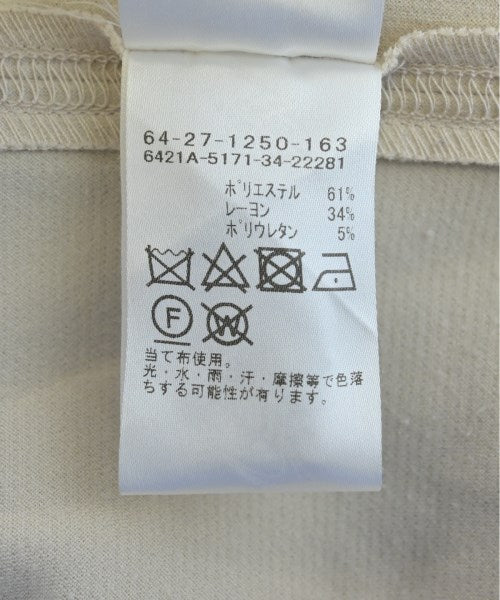 64-27-1250-163
6421A-5171-34-22281
ポリエステル 61%
レーヨン 34%
ポリウレタン 5%
F W
当て布使用。
光・水・雨・汗・摩擦等で色落
ちする可能性が有ります。